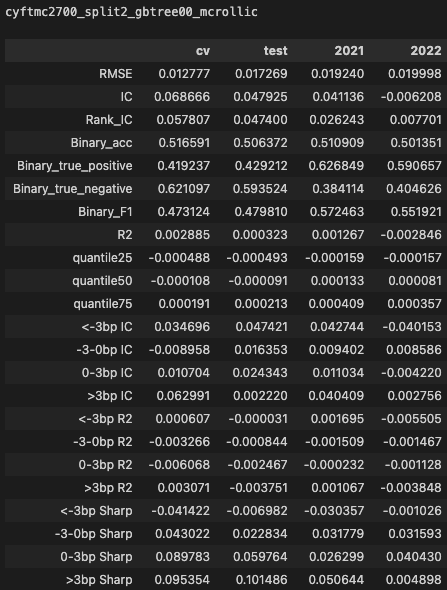 cyftmc2700_split2_gbtree00_mcrollic
cv test 2021 2022
RMSE 0.012777 0.017269 0.019240 0.019998
IC 0.068666 0.047925 0.041136 -0.006208
Rank_IC 0.057807 0.047400 0.026243 0.007701
Binary_acc 0.516591 0.506372 0.510909 0.501351
Binary_true_positive 0.419237 0.429212 0.626849 0.590657
Binary_true_negative 0.621097 0.593524 0.384114 0.404626
Binary_F1 0.473124 0.479810 0.572463 0.551921
R2 0.002885 0.000323 0.001267 -0.002846
quantile25 -0.000488 -0.000493 -0.000159 -0.000157
quantile50 -0.000108 -0.000091 0.000133 0.000081
quantile75 0.000191 0.000213 0.000409 0.000357
<-3bp IC 0.034696 0.047421 0.042744 -0.040153
-3-0bp IC -0.008958 0.016353 0.009402 0.008586
0-3bp IC 0.010704 0.024343 0.011034 -0.004220
>3bp IC 0.062991 0.002220 0.040409 0.002756
<-3bp R2 0.000607 -0.000031 0.001695 -0.005505
-3-0bp R2 -0.003266 -0.000844 -0.001509 -0.001467
0-3bp R2 -0.006068 -0.002467 -0.000232 -0.001128
>3bp R2 0.003071 -0.003751 0.001067 -0.003848
<-3bp Sharp -0.041422 -0.006982 -0.030357 -0.001026
-3-0bp Sharp 0.043022 0.022834 0.031779 0.031593
0-3bp Sharp 0.089783 0.059764 0.026299 0.040430
>3bp Sharp 0.095354 0.101486 0.050644 0.004898